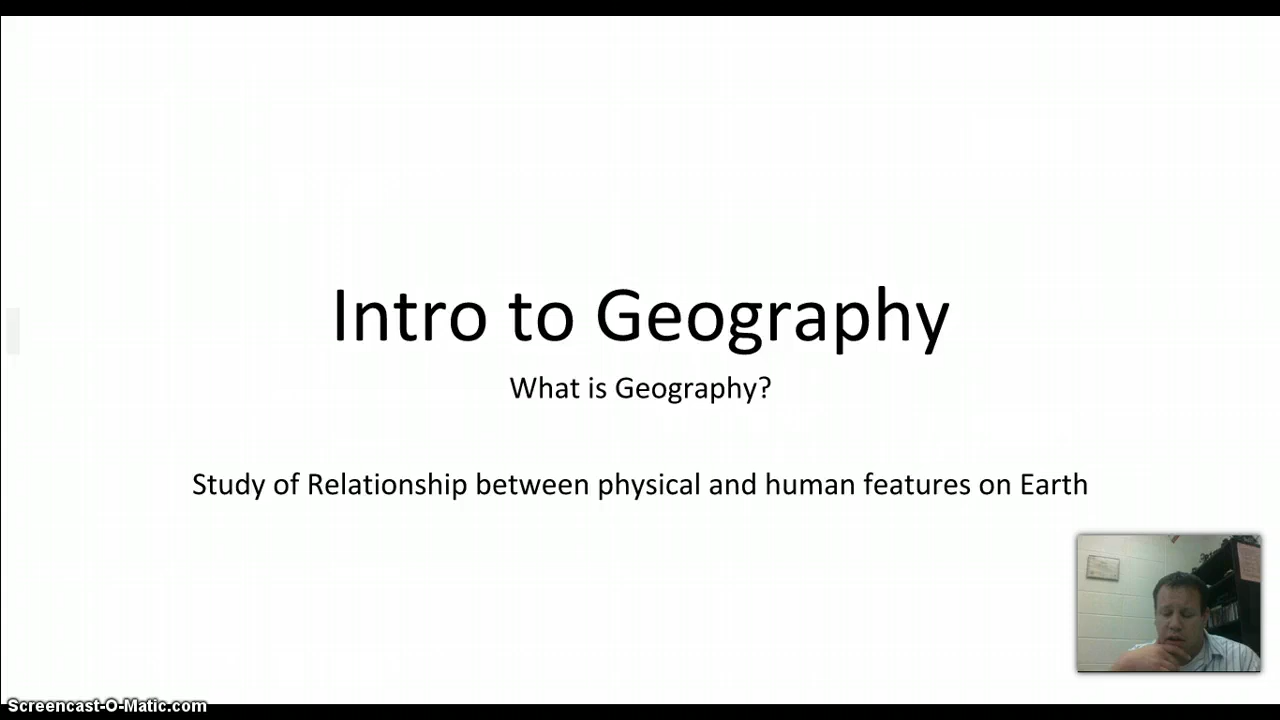 Intro to Geography
What is Geography?
Study of Relationship between physical and human features on Earth
Screencast-O-Matic.com